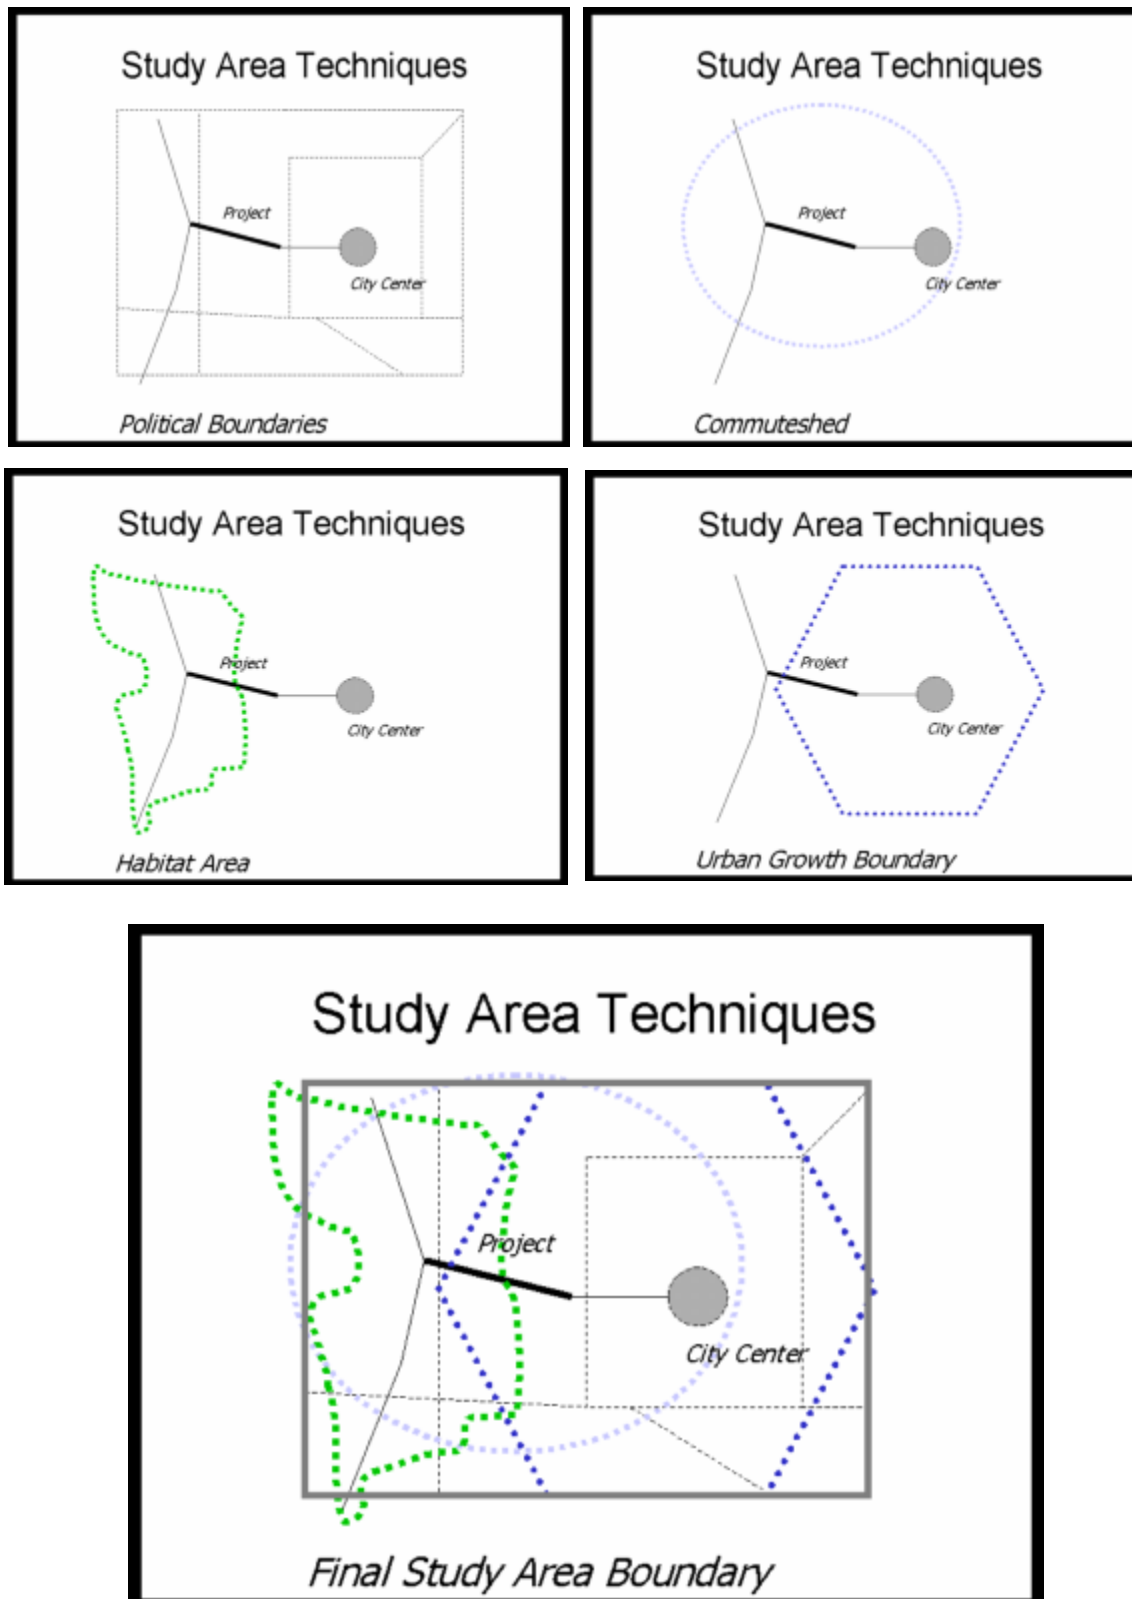 Study Area Techniques
Project
City Center
Political Boundaries
Study Area Techniques
Project
City Center
Commuteshed
Study Area Techniques
Project
City Center
Habitat Area
Study Area Techniques
Project
City Center
Urban Growth Boundary
Study Area Techniques
Project
City Center
Final Study Area Boundary